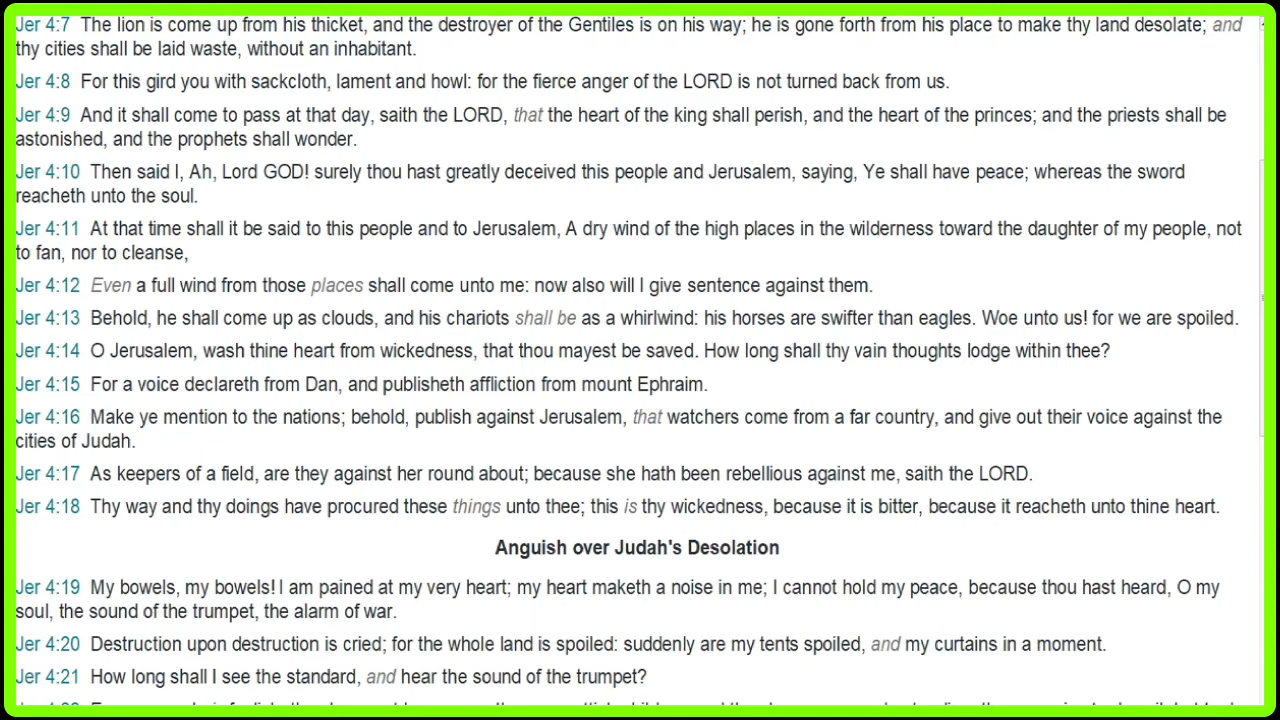 Jer 4:7 The lion is come up from his thicket, and the destroyer of the Gentiles is on his way; he is gone forth from his place to make thy land desolate; and
thy cities shall be laid waste, without an inhabitant.
Jer 4:8 For this gird you with sackcloth, lament and howl: for the fierce anger of the LORD is not turned back from us.
Jer 4:9 And it shall come to pass at that day, saith the LORD, that the heart of the king shall perish, and the heart of the princes; and the priests shall be
astonished, and the prophets shall wonder.
Jer 4:10 Then said I, Ah, Lord GOD! surely thou hast greatly deceived this people and Jerusalem, saying, Ye shall have peace; whereas the sword
reacheth unto the soul.
Jer 4:11 At that time shall it be said to this people and to Jerusalem, A dry wind of the high places in the wilderness toward the daughter of my people, not
to fan, nor to cleanse,
Jer 4:12 Even a full wind from those places shall come unto me: now also will I give sentence against them.
Jer 4:13 Behold, he shall come up as clouds, and his chariots shall be as a whirlwind: his horses are swifter than eagles. Woe unto us! for we are spoiled.
Jer 4:14 O Jerusalem, wash thine heart from wickedness, that thou mayest be saved. How long shall thy vain thoughts lodge within thee?
Jer 4:15 For a voice declareth from Dan, and publisheth affliction from mount Ephraim.
Jer 4:16 Make ye mention to the nations; behold, publish against Jerusalem, that watchers come from a far country, and give out their voice against the
cities of Judah.
Jer 4:17 As keepers of a field, are they against her round about; because she hath been rebellious against me, saith the LORD.
Jer 4:18 Thy way and thy doings have procured these things unto thee; this is thy wickedness, because it is bitter, because it reacheth unto thine heart.
Anguish over Judah's Desolation
Jer 4:19 My bowels, my bowels! I am pained at my very heart; my heart maketh a noise in me; I cannot hold my peace, because thou hast heard, O my
soul, the sound of the trumpet, the alarm of war.
Jer 4:20 Destruction upon destruction is cried; for the whole land is spoiled: suddenly are my tents spoiled, and my curtains in a moment.
Jer 4:21 How long shall I see the standard, and hear the sound of the trumpet?